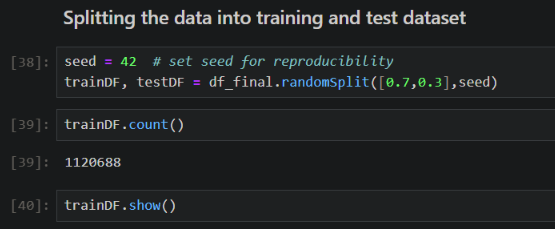 Splitting the data into training and test dataset
[38]: seed = 42 # set seed for reproducibility
trainDF, testDF = df_final.randomSplit([0.7,0.3],seed)
[39]: trainDF.count()
[39]: 1120688
[40]: trainDF.show()